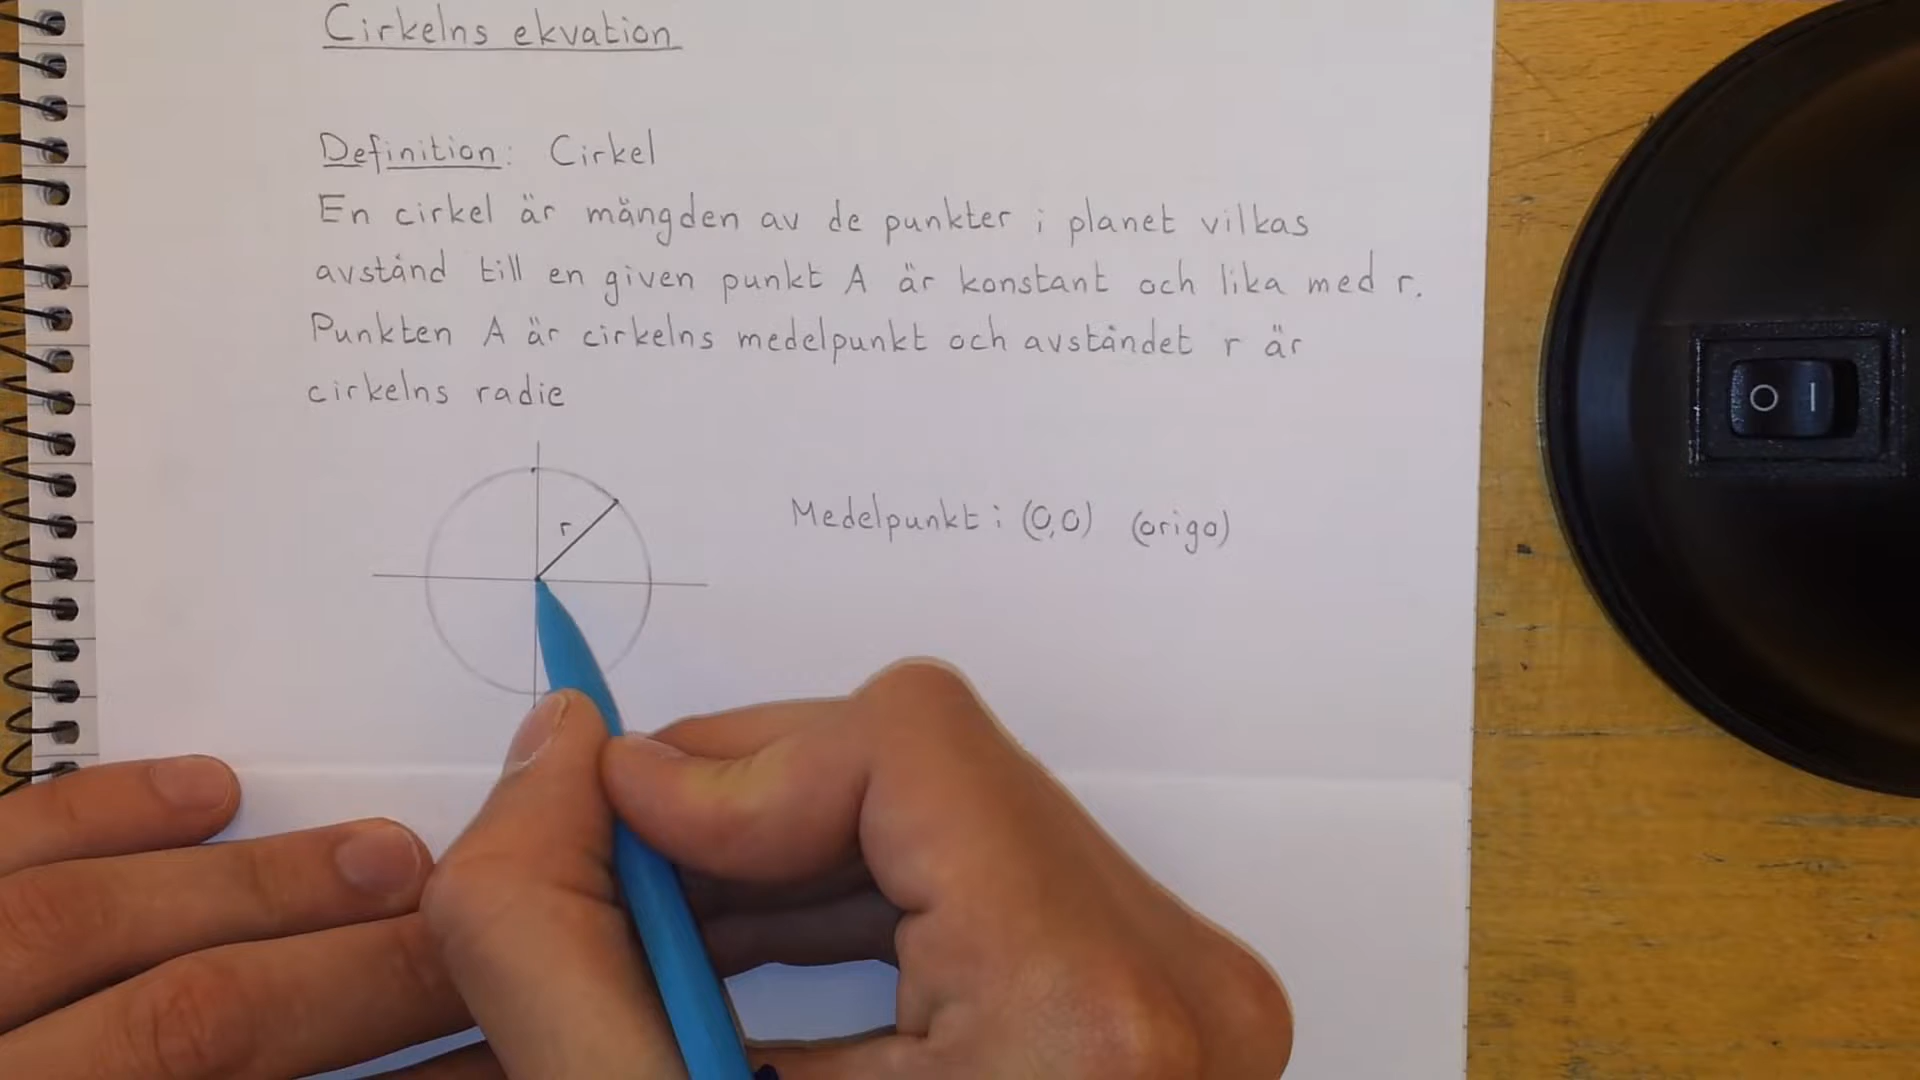 Cirkelns ekvation
Definition: Cirkel
En cirkel är mängden av de punkter i planet vilkas
avstånd till en given punkt A är konstant och lika med r.
Punkten A är cirkelns medelpunkt och avståndet r är
cirkelns radie
r
Medelpunkt: (0,0) (origo)
O I